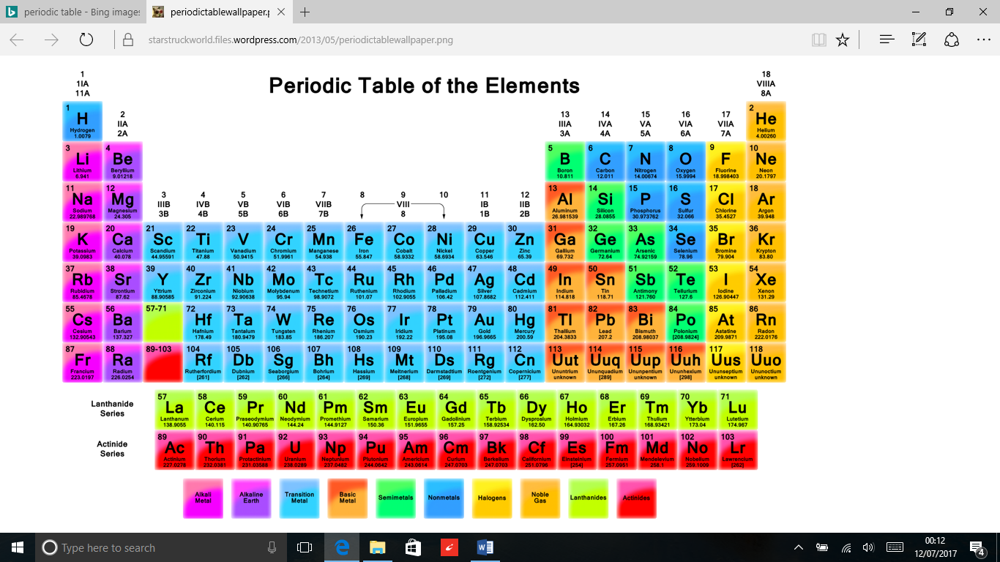 periodic table - Bing images
periodictablewallpaper.p
starstruckworld.files.wordpress.com/2013/05/periodictablewallpaper.png
Periodic Table of the Elements
1
1IA
11A
18
VIIIA
8A
2
IIA
2A
13
IIIA
3A
14
IVA
4A
15
VA
5A
16
VIA
6A
17
VIIA
7A
3
IIIB
3B
4
IVB
4B
5
VB
5B
6
VIB
6B
7
VIIB
7B
8
9
VIII
8
10
11
IB
1B
12
IIB
2B
1 H Hydrogen 1.0079
2 He Helium 4.00260
3 Li Lithium 6.941
4 Be Beryllium 9.01218
5 B Boron 10.811
6 C Carbon 12.011
7 N Nitrogen 14.00674
8 O Oxygen 15.9994
9 F Fluorine 18.998403
10 Ne Neon 20.1797
11 Na Sodium 22.989768
12 Mg Magnesium 24.305
13 Al Aluminum 26.981539
14 Si Silicon 28.0855
15 P Phosphorus 30.973762
16 S Sulfur 32.066
17 Cl Chlorine 35.4527
18 Ar Argon 39.948
19 K Potassium 39.0983
20 Ca Calcium 40.078
21 Sc Scandium 44.95591
22 Ti Titanium 47.88
23 V Vanadium 50.9415
24 Cr Chromium 51.9961
25 Mn Manganese 54.938
26 Fe Iron 55.847
27 Co Cobalt 58.9332
28 Ni Nickel 58.6934
29 Cu Copper 63.546
30 Zn Zinc 65.39
31 Ga Gallium 69.732
32 Ge Germanium 72.64
33 As Arsenic 74.92159
34 Se Selenium 78.96
35 Br Bromine 79.904
36 Kr Krypton 83.80
37 Rb Rubidium 85.4678
38 Sr Strontium 87.62
39 Y Yttrium 88.90585
40 Zr Zirconium 91.224
41 Nb Niobium 92.90638
42 Mo Molybdenum 95.94
43 Tc Technetium 98.9072
44 Ru Ruthenium 101.07
45 Rh Rhodium 102.9055
46 Pd Palladium 106.42
47 Ag Silver 107.8682
48 Cd Cadmium 112.411
49 In Indium 114.818
50 Sn Tin 118.71
51 Sb Antimony 121.760
52 Te Tellurium 127.6
53 I Iodine 126.90447
54 Xe Xenon 131.29
55 Cs Cesium 132.90543
56 Ba Barium 137.327
57-71
72 Hf Hafnium 178.49
73 Ta Tantalum 180.9479
74 W Tungsten 183.85
75 Re Rhenium 186.207
76 Os Osmium 190.23
77 Ir Iridium 192.22
78 Pt Platinum 195.08
79 Au Gold 196.9665
80 Hg Mercury 200.59
81 Tl Thallium 204.3833
82 Pb Lead 207.2
83 Bi Bismuth 208.98037
84 Po Polonium [208.9824]
85 At Astatine 209.9871
86 Rn Radon 222.0176
87 Fr Francium 223.0197
88 Ra Radium 226.0254
89-103
104 Rf Rutherfordium [261]
105 Db Dubnium [262]
106 Sg Seaborgium [266]
107 Bh Bohrium [264]
108 Hs Hassium [269]
109 Mt Meitnerium [268]
110 Ds Darmstadtium [269]
111 Rg Roentgenium [272]
112 Cn Copernicium [277]
113 Uut Ununtrium unknown
114 Uuq Ununquadium [289]
115 Uup Ununpentium unknown
116 Uuh Ununhexium [298]
117 Uus Ununseptium unknown
118 Uuo Ununoctium unknown
Lanthanide
Series
57 La Lanthanum 138.9055
58 Ce Cerium 140.115
59 Pr Praseodymium 140.90765
60 Nd Neodymium 144.24
61 Pm Promethium 144.9127
62 Sm Samarium 150.36
63 Eu Europium 151.9655
64 Gd Gadolinium 157.25
65 Tb Terbium 158.92534
66 Dy Dysprosium 162.50
67 Ho Holmium 164.93032
68 Er Erbium 167.26
69 Tm Thulium 168.93421
70 Yb Ytterbium 173.04
71 Lu Lutetium 174.967
Actinide
Series
89 Ac Actinium 227.0278
90 Th Thorium 232.0381
91 Pa Protactinium 231.03588
92 U Uranium 238.0289
93 Np Neptunium 237.0482
94 Pu Plutonium 244.0642
95 Am Americium 243.0614
96 Cm Curium 247.0703
97 Bk Berkelium 247.0703
98 Cf Californium 251.0796
99 Es Einsteinium [254]
100 Fm Fermium 257.0951
101 Md Mendelevium 258.1
102 No Nobelium 259.1009
103 Lr Lawrencium [262]
Alkali
Metal
Alkaline
Earth
Transition
Metal
Basic
Metal
Semimetals
Nonmetals
Halogens
Noble
Gas
Lanthanides
Actinides
Type here to search
00:12
12/07/2017
4